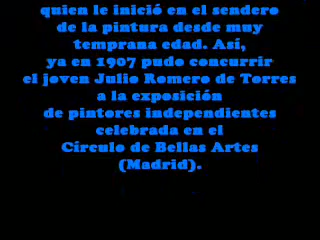 quien le inició en el sendero
de la pintura desde muy
temprana edad. Así,
ya en 1907 pudo concurrir
el joven Julio Romero de Torres
a la exposición
de pintores independientes
celebrada en el
Círculo de Bellas Artes
(Madrid).